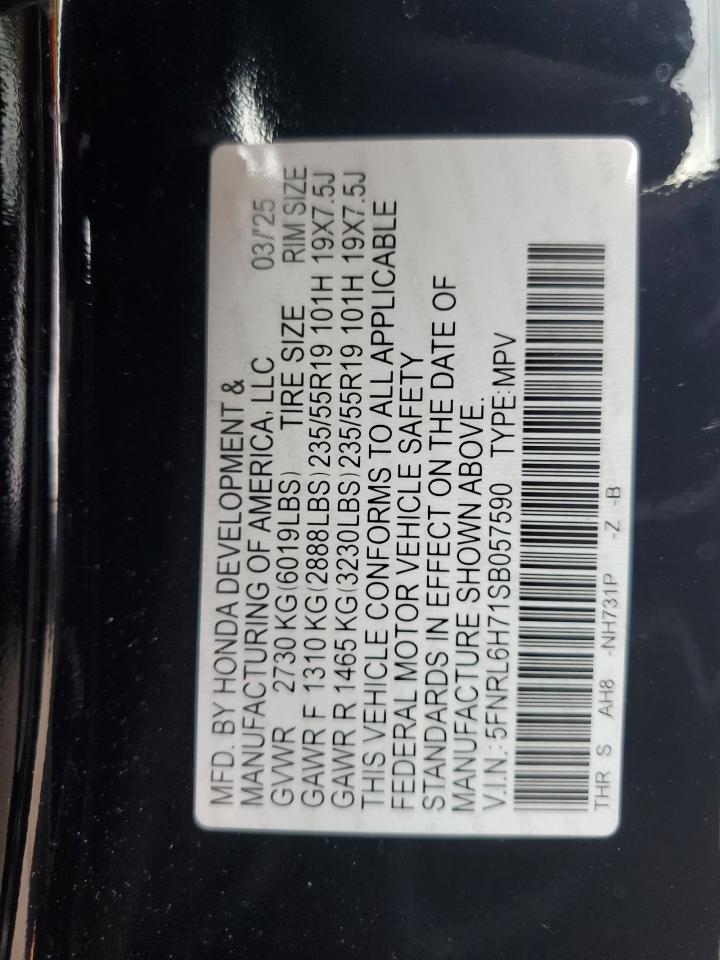 MFD. BY HONDA DEVELOPMENT &
MANUFACTURING OF AMERICA, LLC 03/'25
GVWR 2730 KG(6019LBS) TIRE SIZE RIM SIZE
GAWR F 1310 KG(2888LBS) 235/55R19 101H 19X7.5J
GAWR R 1465 KG(3230LBS) 235/55R19 101H 19X7.5J
THIS VEHICLE CONFORMS TO ALL APPLICABLE
FEDERAL MOTOR VEHICLE SAFETY
STANDARDS IN EFFECT ON THE DATE OF
MANUFACTURE SHOWN ABOVE.
V.I.N.: 5FNRL6H71SB057590 TYPE:MPV
THR S AH8 -NH731P -Z -B